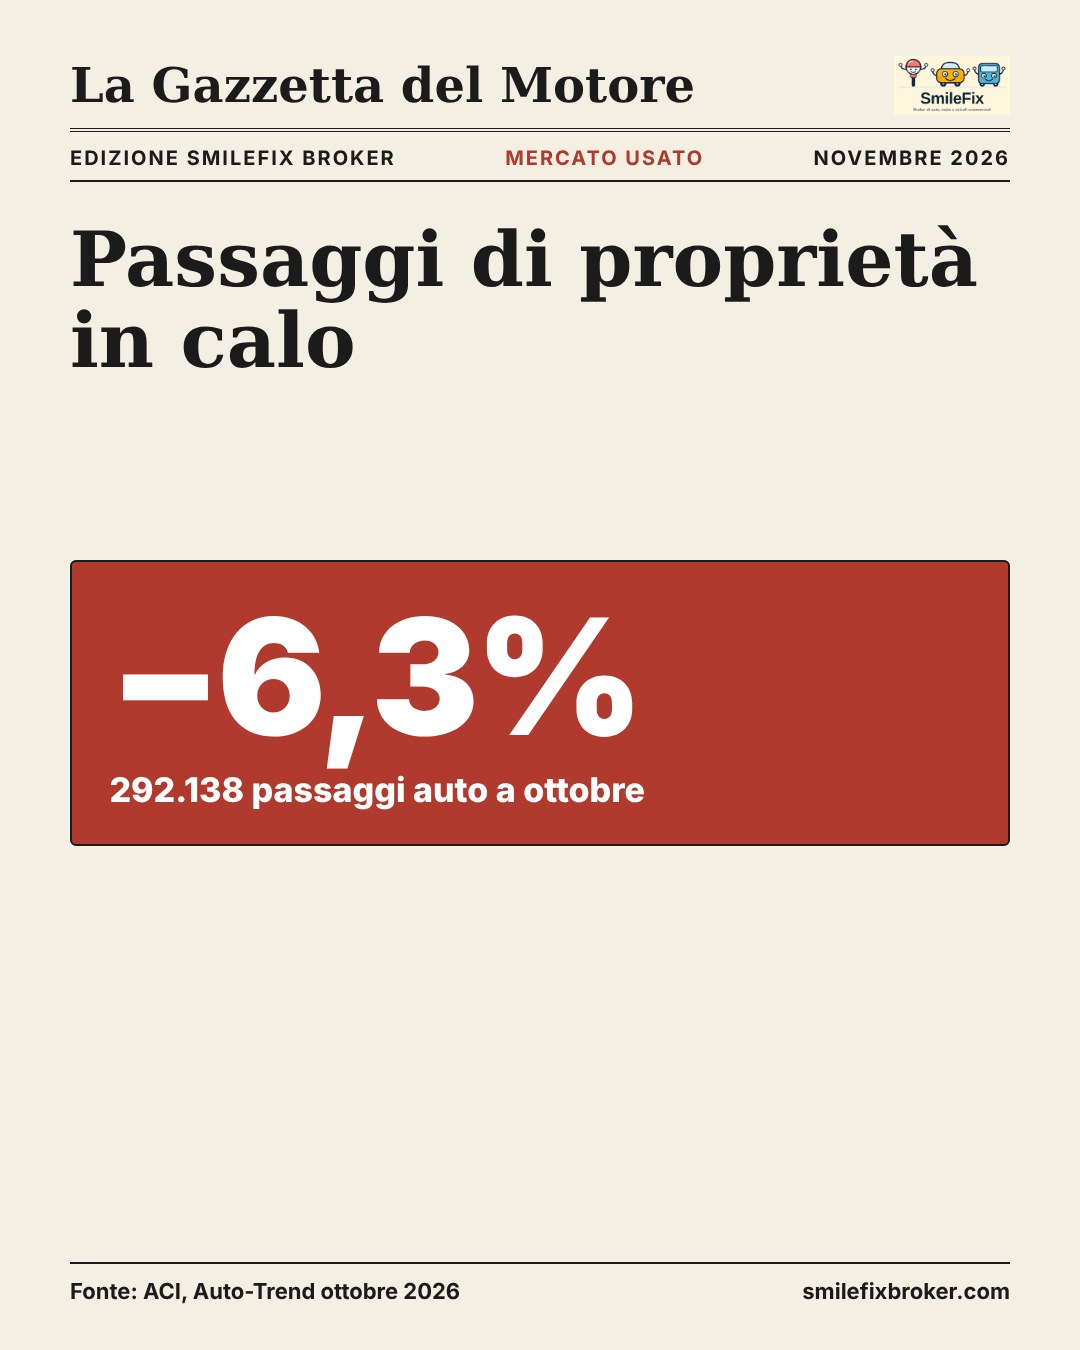 La Gazzetta del Motore
SmileFix
EDIZIONE SMILEFIX BROKER
MERCATO USATO
NOVEMBRE 2026
Passaggi di proprietà
in calo
–6,3%
292.138 passaggi auto a ottobre
Fonte: ACI, Auto-Trend ottobre 2026
smilefixbroker.com